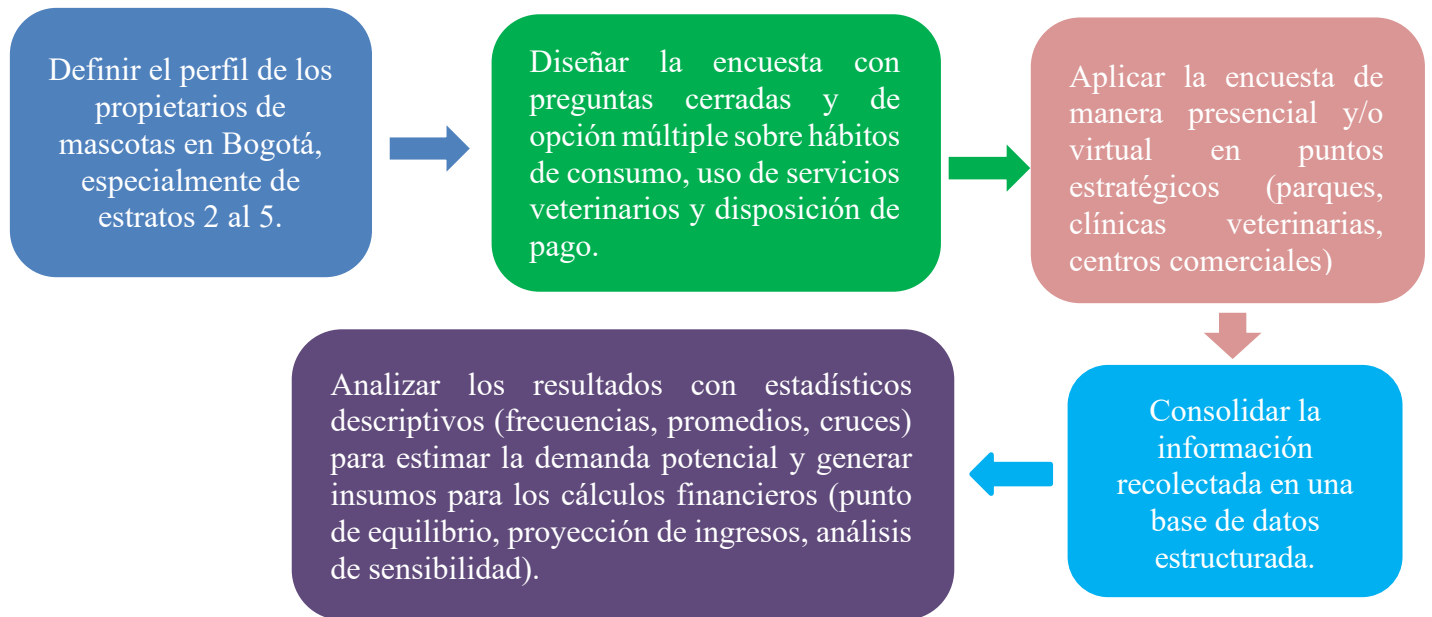 Definir el perfil de los
propietarios de
mascotas en Bogotá,
especialmente de
estratos 2 al 5.
Diseñar la encuesta con
preguntas cerradas y de
opción múltiple sobre hábitos
de consumo, uso de servicios
veterinarios y disposición de
pago.
Aplicar la encuesta de
manera presencial y/o
virtual en puntos
estratégicos (parques,
clínicas veterinarias,
centros comerciales)
Consolidar la
información
recolectada en una
base de datos
estructurada.
Analizar los resultados con estadísticos
descriptivos (frecuencias, promedios, cruces)
para estimar la demanda potencial y generar
insumos para los cálculos financieros (punto
de equilibrio, proyección de ingresos, análisis
de sensibilidad).